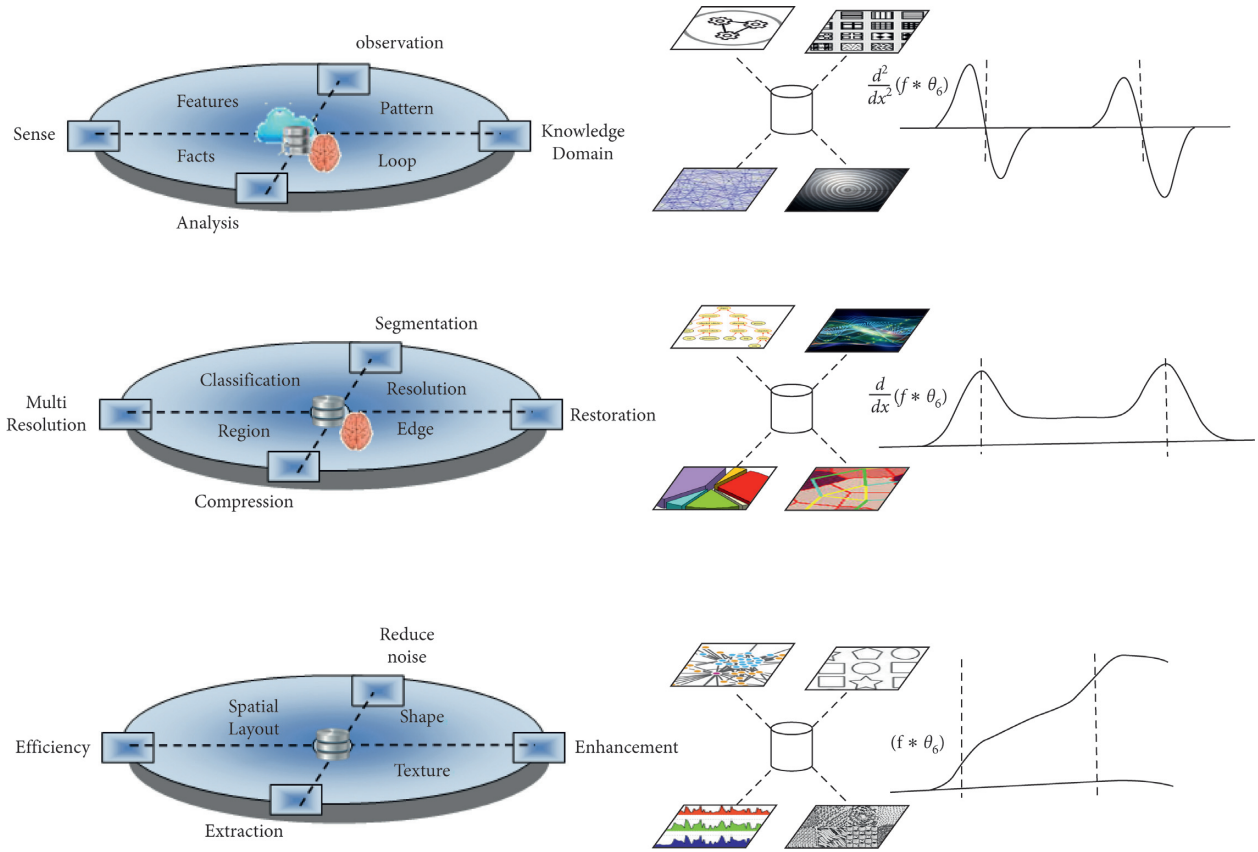 observation
Features
Pattern
Sense
Knowledge
Domain
Facts
Loop
Analysis
d²/dx² (f * θ₆)
Segmentation
Classification
Resolution
Multi
Resolution
Restoration
Region
Edge
Compression
d/dx (f * θ₆)
Reduce
noise
Spatial
Layout
Shape
Efficiency
Enhancement
Texture
Extraction
(f * θ₆)